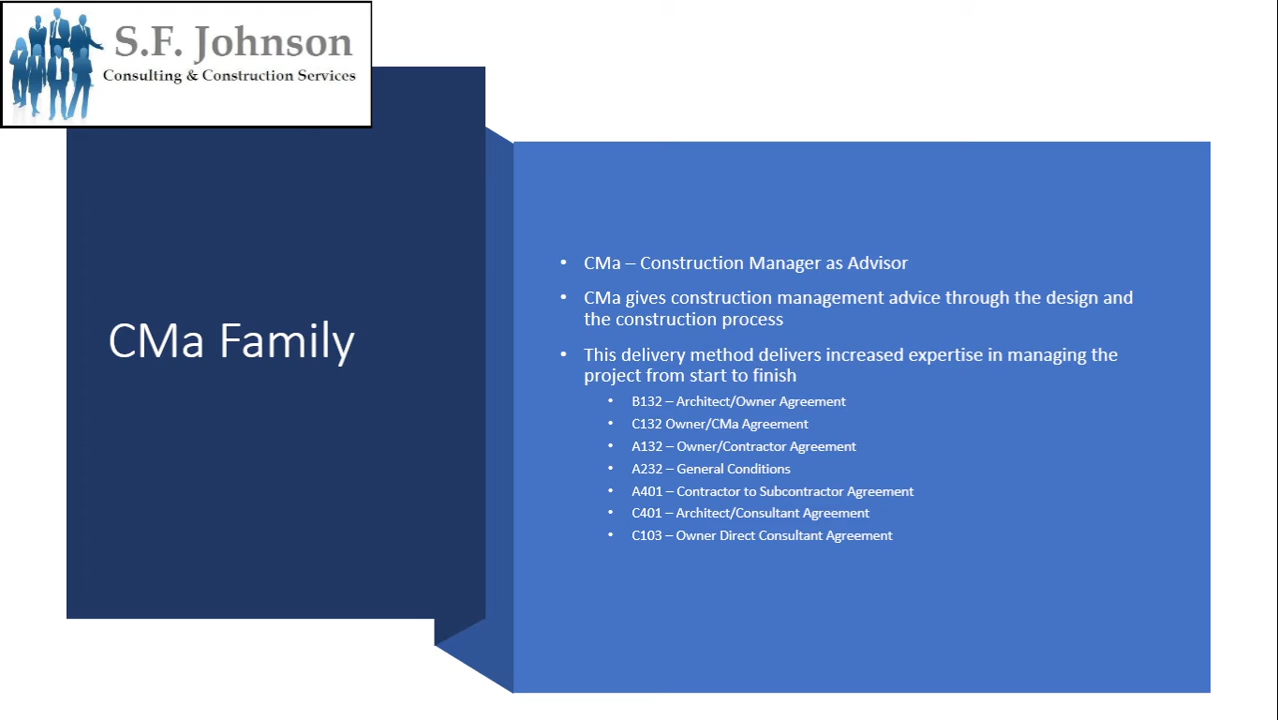 S.F. Johnson
Consulting & Construction Services
CMa Family
• CMa – Construction Manager as Advisor
• CMa gives construction management advice through the design and
the construction process
• This delivery method delivers increased expertise in managing the
project from start to finish
• B132 – Architect/Owner Agreement
• C132 Owner/CMa Agreement
• A132 – Owner/Contractor Agreement
• A232 – General Conditions
• A401 – Contractor to Subcontractor Agreement
• C401 – Architect/Consultant Agreement
• C103 – Owner Direct Consultant Agreement